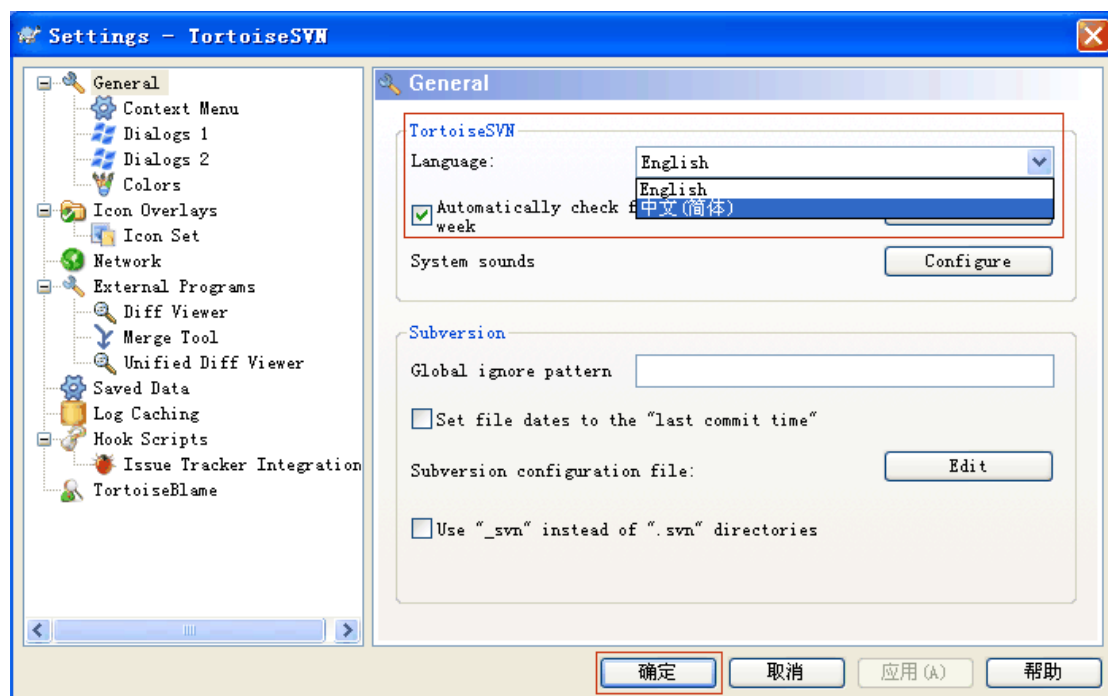 Settings - TortoiseSVN
General
Context Menu
Dialogs 1
Dialogs 2
Colors
Icon Overlays
Icon Set
Network
External Programs
Diff Viewer
Merge Tool
Unified Diff Viewer
Saved Data
Log Caching
Hook Scripts
Issue Tracker Integration
TortoiseBlame
General
TortoiseSVN
Language:
English
English
中文(简体)
Automatically check
week
System sounds
Configure
Subversion
Global ignore pattern
Set file dates to the "last commit time"
Subversion configuration file:
Edit
Use "_svn" instead of ".svn" directories
确定
取消
应用(A)
帮助